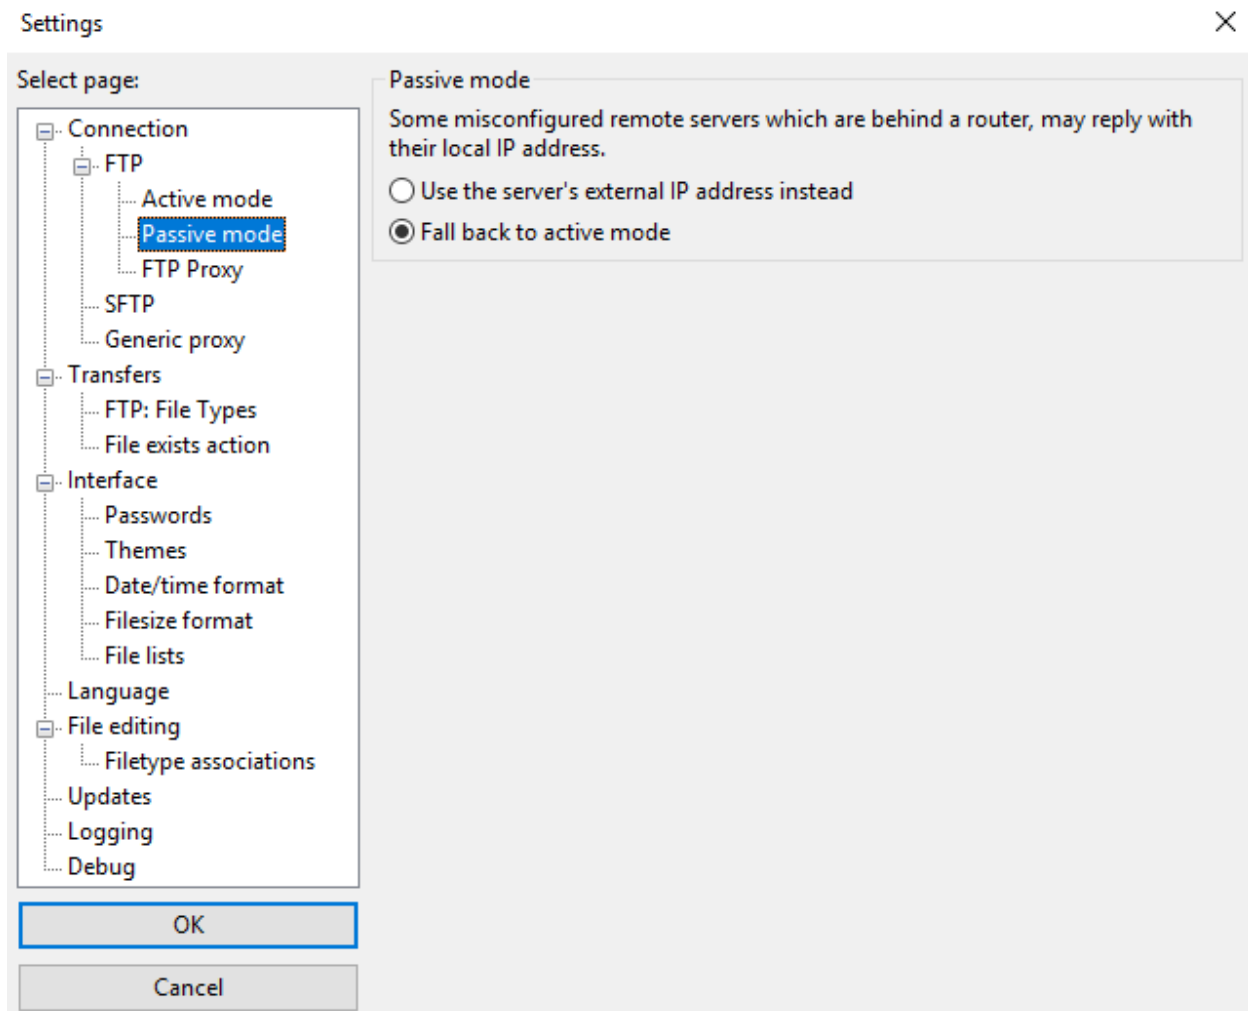 Settings
Select page:
Connection
FTP
Active mode
Passive mode
FTP Proxy
SFTP
Generic proxy
Transfers
FTP: File Types
File exists action
Interface
Passwords
Themes
Date/time format
Filesize format
File lists
Language
File editing
Filetype associations
Updates
Logging
Debug
OK
Cancel
Passive mode
Some misconfigured remote servers which are behind a router, may reply with
their local IP address.
Use the server's external IP address instead
Fall back to active mode